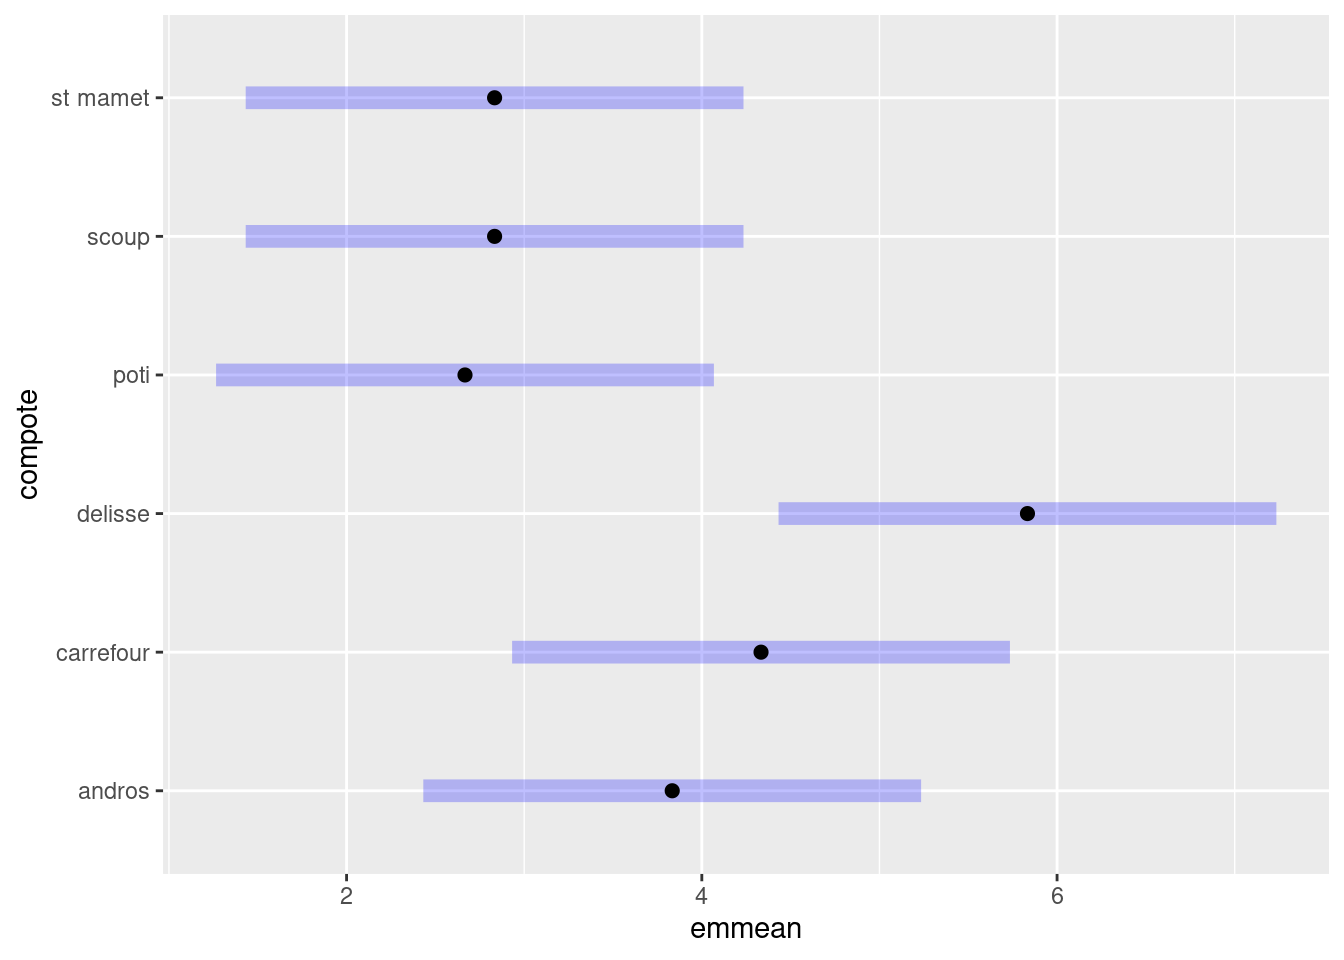 st mamet
scoup
poti
delisse
carrefour
andros
compote
2 4 6
emmean